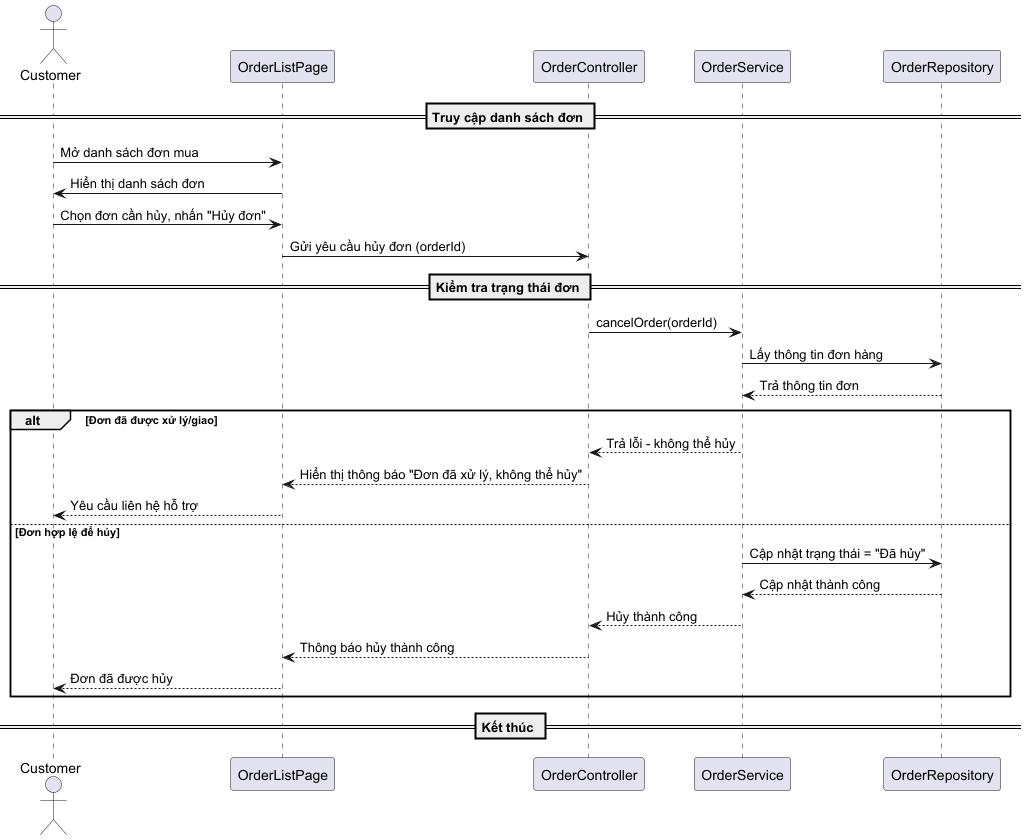 Customer
OrderListPage
OrderController
OrderService
OrderRepository
Truy cập danh sách đơn
Mở danh sách đơn mua
Hiển thị danh sách đơn
Chọn đơn cần hủy, nhấn "Hủy đơn"
Gửi yêu cầu hủy đơn (orderId)
Kiểm tra trạng thái đơn
cancelOrder(orderId)
Lấy thông tin đơn hàng
Trả thông tin đơn
alt
[Đơn đã được xử lý/giao]
Trả lỗi - không thể hủy
Hiển thị thông báo "Đơn đã xử lý, không thể hủy"
Yêu cầu liên hệ hỗ trợ
[Đơn hợp lệ để hủy]
Cập nhật trạng thái = "Đã hủy"
Cập nhật thành công
Hủy thành công
Thông báo hủy thành công
Đơn đã được hủy
Kết thúc
Customer
OrderListPage
OrderController
OrderService
OrderRepository